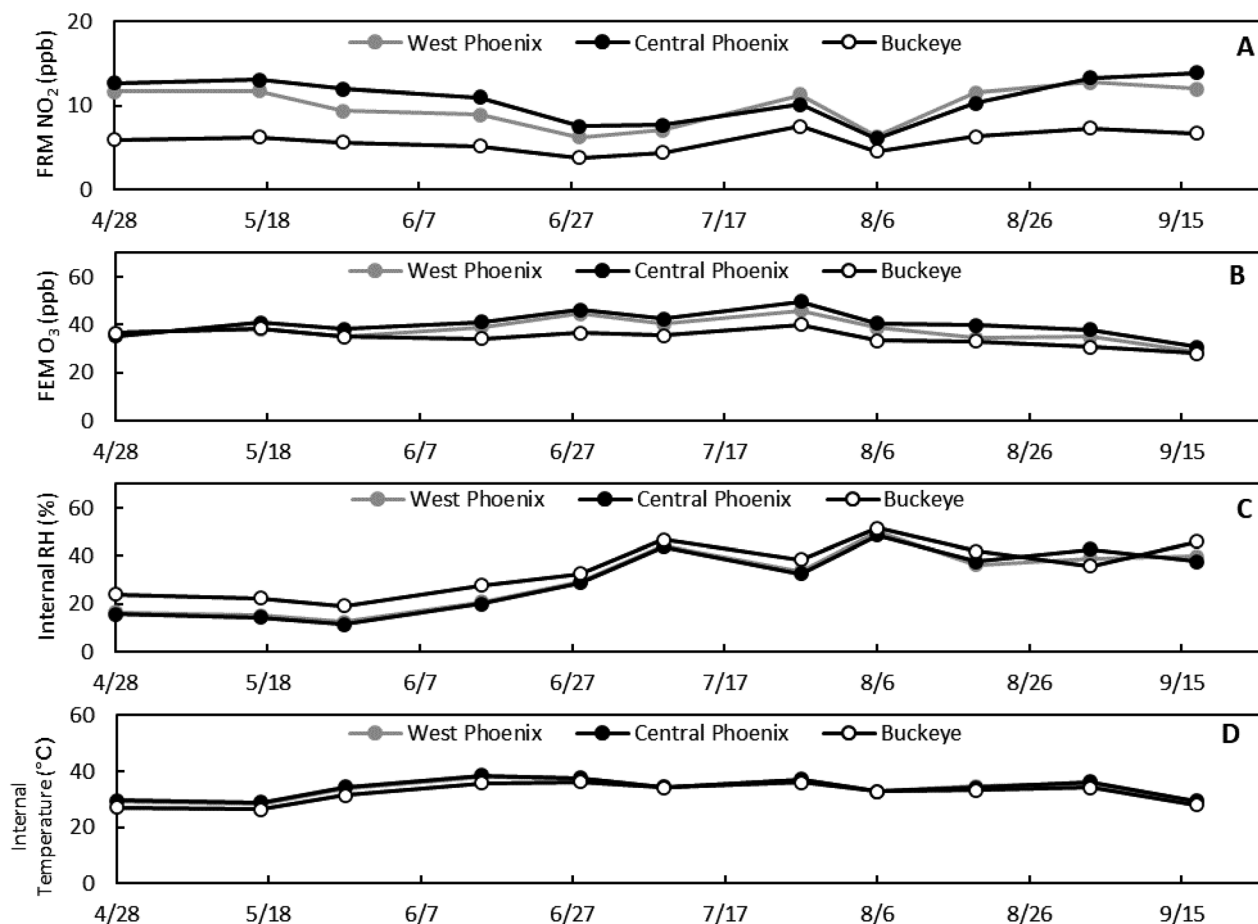 20
West Phoenix Central Phoenix Buckeye A
10
0
FRM NO₂ (ppb)
4/28 5/18 6/7 6/27 7/17 8/6 8/26 9/15
60
West Phoenix Central Phoenix Buckeye B
40
20
0
FEM O₃ (ppb)
4/28 5/18 6/7 6/27 7/17 8/6 8/26 9/15
60
West Phoenix Central Phoenix Buckeye C
40
20
0
Internal RH (%)
4/28 5/18 6/7 6/27 7/17 8/6 8/26 9/15
60
West Phoenix Central Phoenix Buckeye D
40
20
0
Internal
Temperature (°C)
4/28 5/18 6/7 6/27 7/17 8/6 8/26 9/15